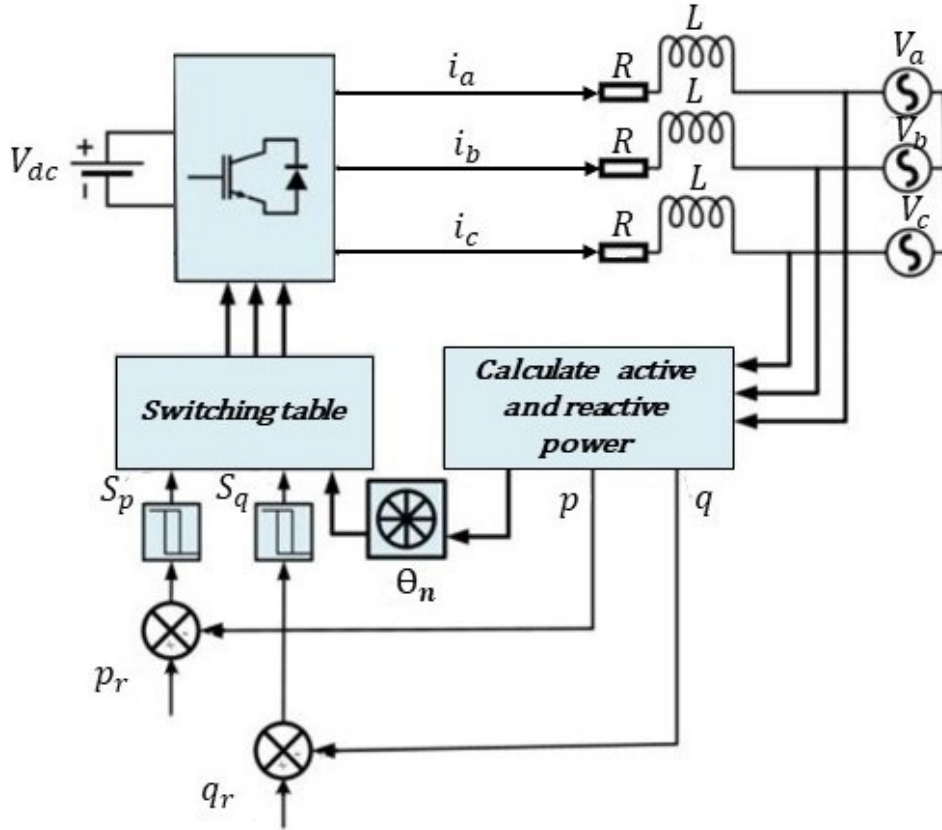 L
V_a
i_a
R
L
V_b
+
V_dc
-
i_b
R
L
V_c
i_c
R
Calculate active
and reactive
power
Switching table
S_p
S_q
p
q
Θ_n
p_r
q_r